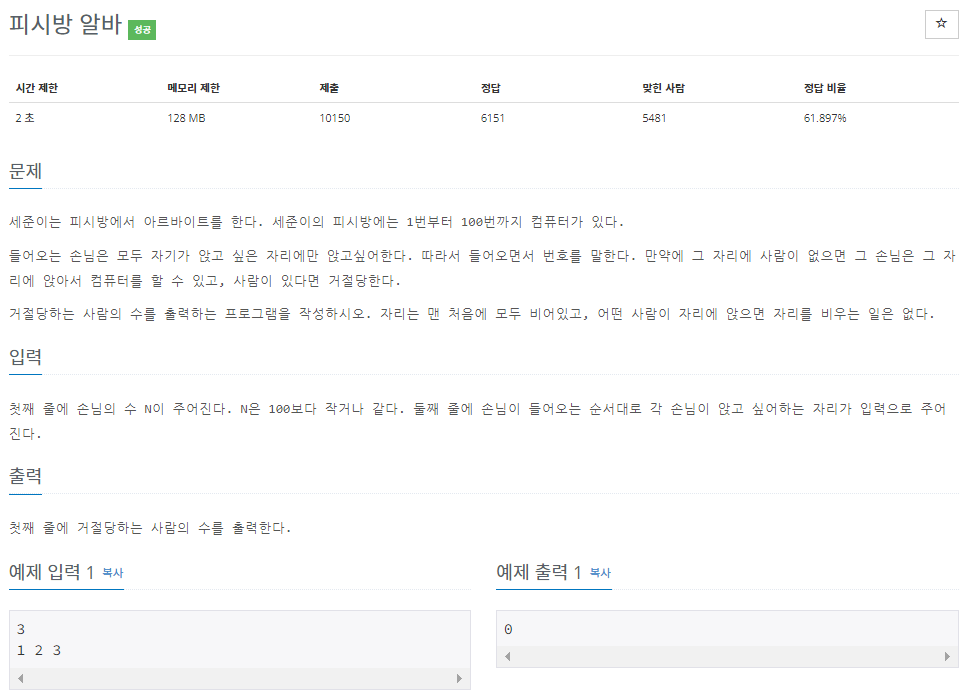 피시방 알바 성공
☆
시간 제한 메모리 제한 제출 정답 맞힌 사람 정답 비율
2 초 128 MB 10150 6151 5481 61.897%
문제
세준이는 피시방에서 아르바이트를 한다. 세준이의 피시방에는 1번부터 100번까지 컴퓨터가 있다.
들어오는 손님은 모두 자기가 앉고 싶은 자리에만 앉고싶어한다. 따라서 들어오면서 번호를 말한다. 만약에 그 자리에 사람이 없으면 그 손님은 그 자
리에 앉아서 컴퓨터를 할 수 있고, 사람이 있다면 거절당한다.
거절당하는 사람의 수를 출력하는 프로그램을 작성하시오. 자리는 맨 처음에 모두 비어있고, 어떤 사람이 자리에 앉으면 자리를 비우는 일은 없다.
입력
첫째 줄에 손님의 수 N이 주어진다. N은 100보다 작거나 같다. 둘째 줄에 손님이 들어오는 순서대로 각 손님이 앉고 싶어하는 자리가 입력으로 주어
진다.
출력
첫째 줄에 거절당하는 사람의 수를 출력한다.
예제 입력 1 복사
3
1 2 3
예제 출력 1 복사
0